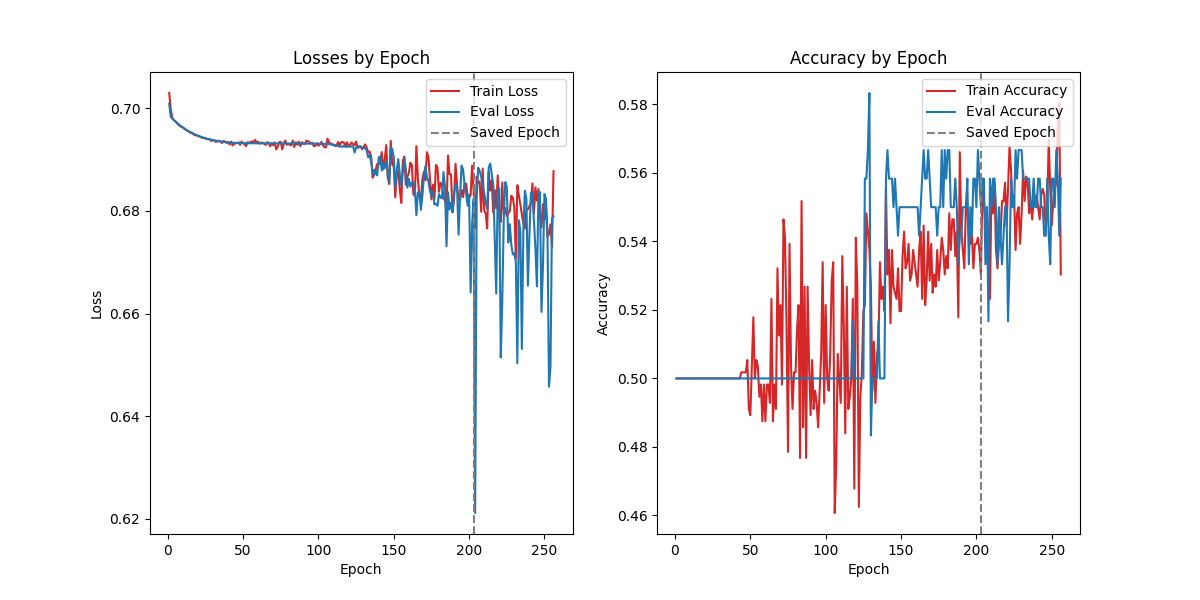 Losses by Epoch
Train Loss
Eval Loss
Saved Epoch
0.70
0.68
0.66
0.64
0.62
Loss
0
50
100
150
200
250
Epoch
Accuracy by Epoch
Train Accuracy
Eval Accuracy
Saved Epoch
0.58
0.56
0.54
0.52
0.50
0.48
0.46
Accuracy
0
50
100
150
200
250
Epoch